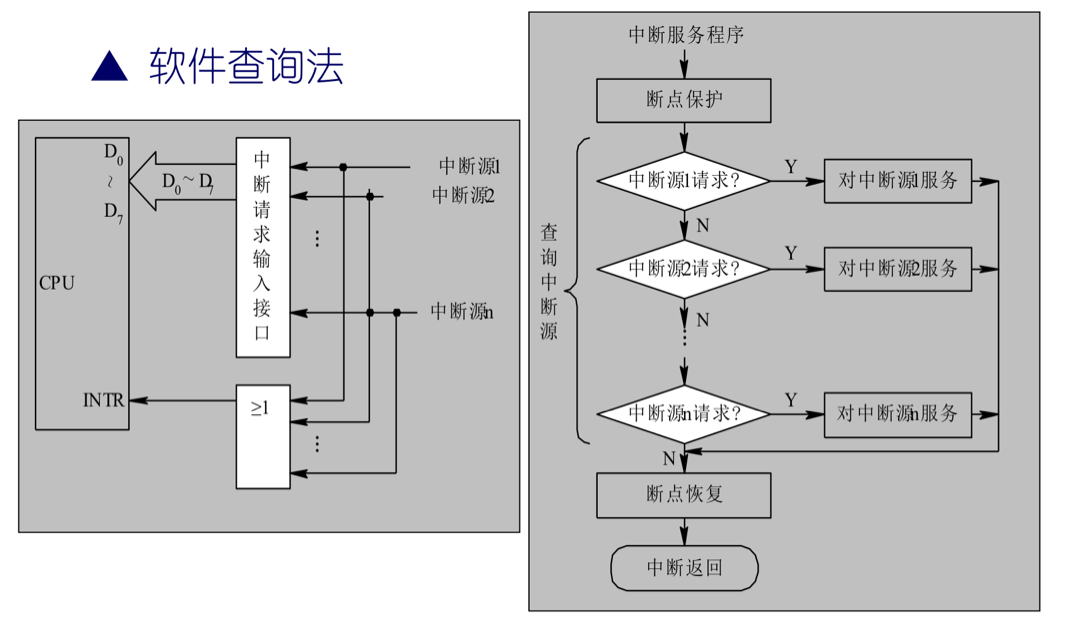 ▲ 软件查询法
D0
~
D7
CPU
INTR
D0~D7
中断请求输入接口
≥1
中断源1
中断源2
⋮
中断源n
⋮
中断服务程序
断点保护
查询中断源
中断源1请求?
Y
对中断源1服务
N
中断源2请求?
Y
对中断源2服务
N
⋮
中断源n请求?
Y
对中断源n服务
N
断点恢复
中断返回